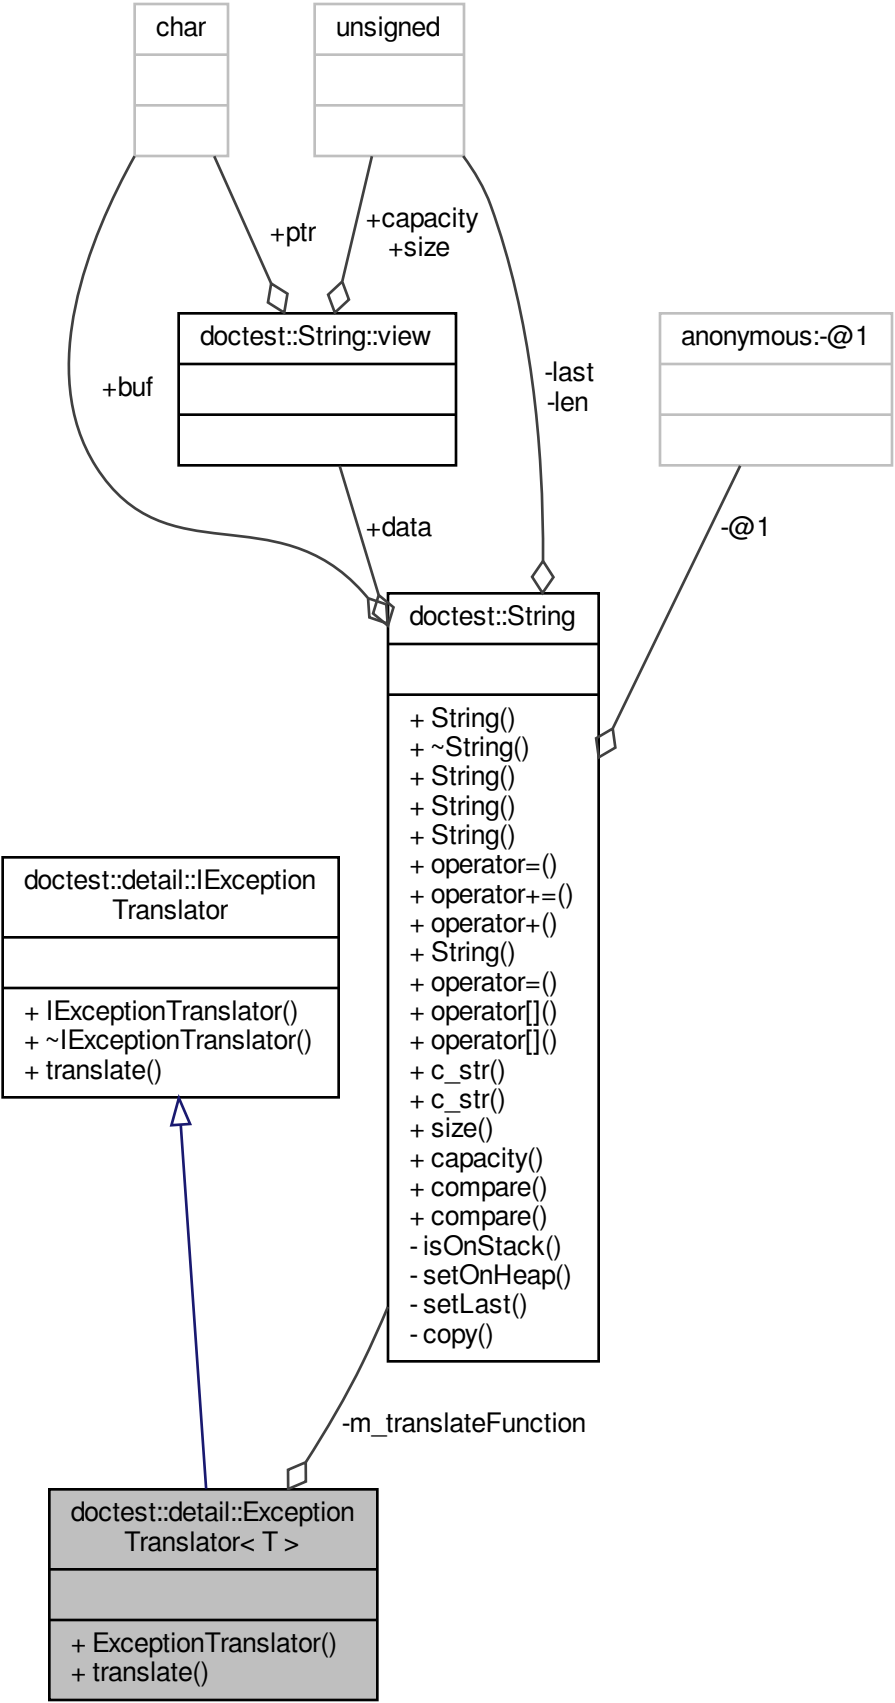 char
unsigned
+ptr
+capacity
+size
doctest::String::view
anonymous:-@1
+buf
-last
-len
+data
-@1
doctest::String
+ String()
+ ~String()
+ String()
+ String()
+ String()
+ operator=()
+ operator+=()
+ operator+()
+ String()
+ operator=()
+ operator[]()
+ operator[]()
+ c_str()
+ c_str()
+ size()
+ capacity()
+ compare()
+ compare()
- isOnStack()
- setOnHeap()
- setLast()
- copy()
doctest::detail::IException
Translator
+ IExceptionTranslator()
+ ~IExceptionTranslator()
+ translate()
-m_translateFunction
doctest::detail::Exception
Translator< T >
+ ExceptionTranslator()
+ translate()